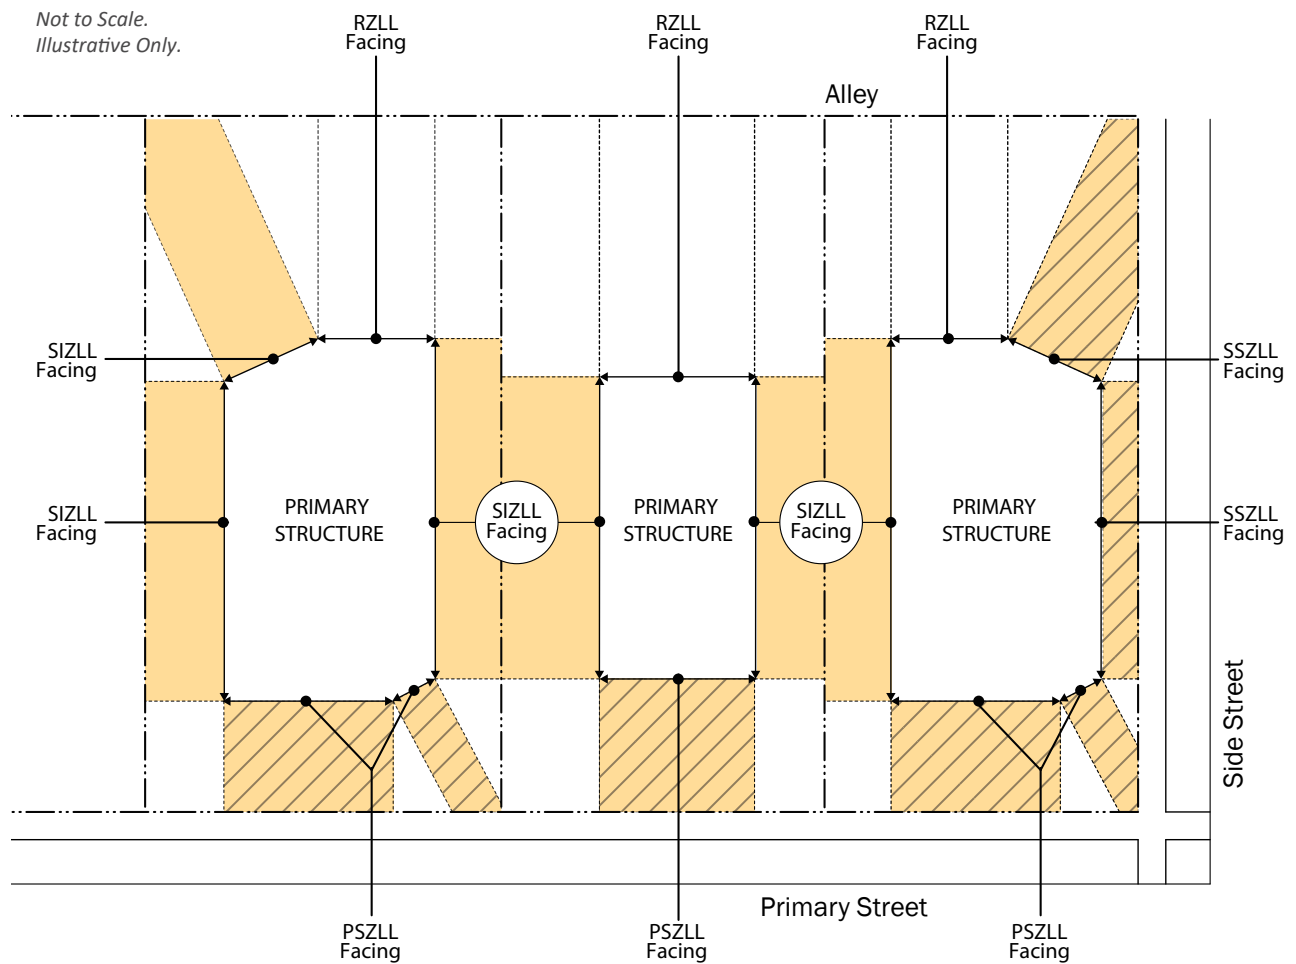 Not to Scale.
Illustrative Only.
RZLL
Facing
RZLL
Facing
RZLL
Facing
Alley
SIZLL
Facing
SSZLL
Facing
SIZLL
Facing
PRIMARY
STRUCTURE
SIZLL
Facing
PRIMARY
STRUCTURE
SIZLL
Facing
PRIMARY
STRUCTURE
SSZLL
Facing
Side Street
Primary Street
PSZLL
Facing
PSZLL
Facing
PSZLL
Facing